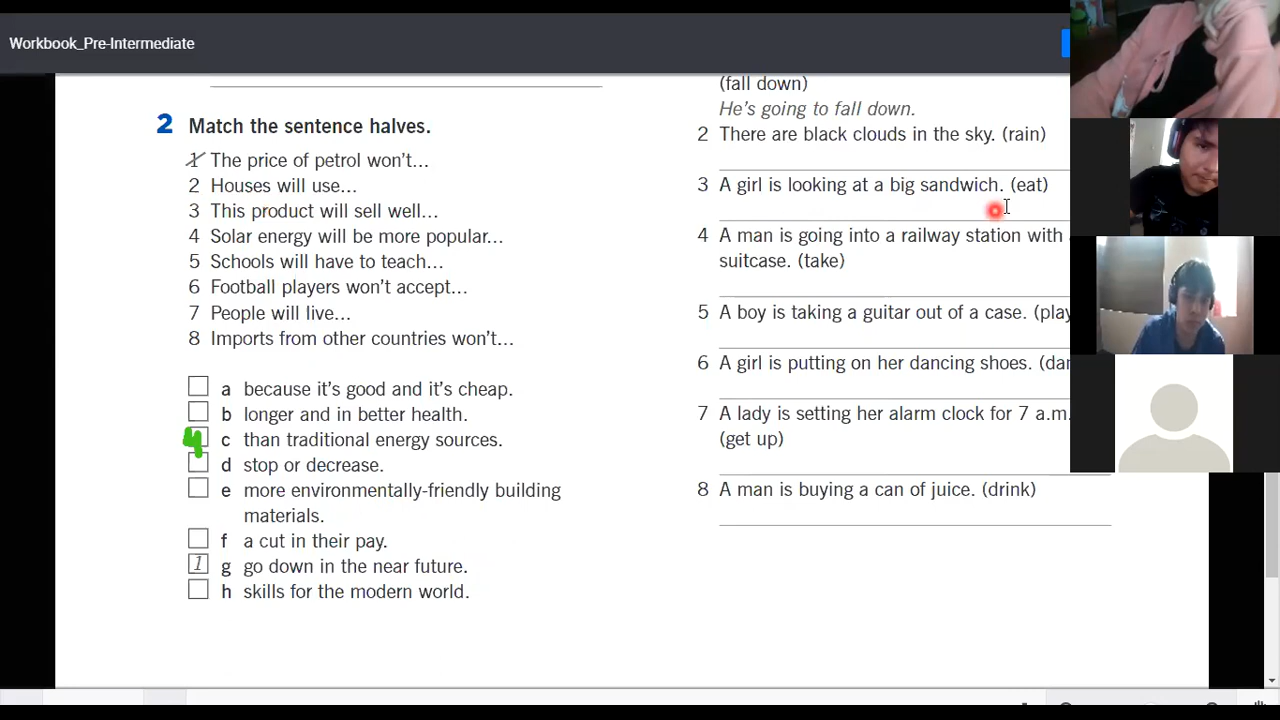 Workbook_Pre-Intermediate
2 Match the sentence halves.
1 The price of petrol won't...
2 Houses will use...
3 This product will sell well...
4 Solar energy will be more popular...
5 Schools will have to teach...
6 Football players won't accept...
7 People will live...
8 Imports from other countries won't...
a because it's good and it's cheap.
b longer and in better health.
4 c than traditional energy sources.
d stop or decrease.
e more environmentally-friendly building
materials.
f a cut in their pay.
1 g go down in the near future.
h skills for the modern world.
(fall down)
He's going to fall down.
2 There are black clouds in the sky. (rain)
3 A girl is looking at a big sandwich. (eat)
4 A man is going into a railway station with
suitcase. (take)
5 A boy is taking a guitar out of a case. (play
6 A girl is putting on her dancing shoes. (dan
7 A lady is setting her alarm clock for 7 a.m.
(get up)
8 A man is buying a can of juice. (drink)